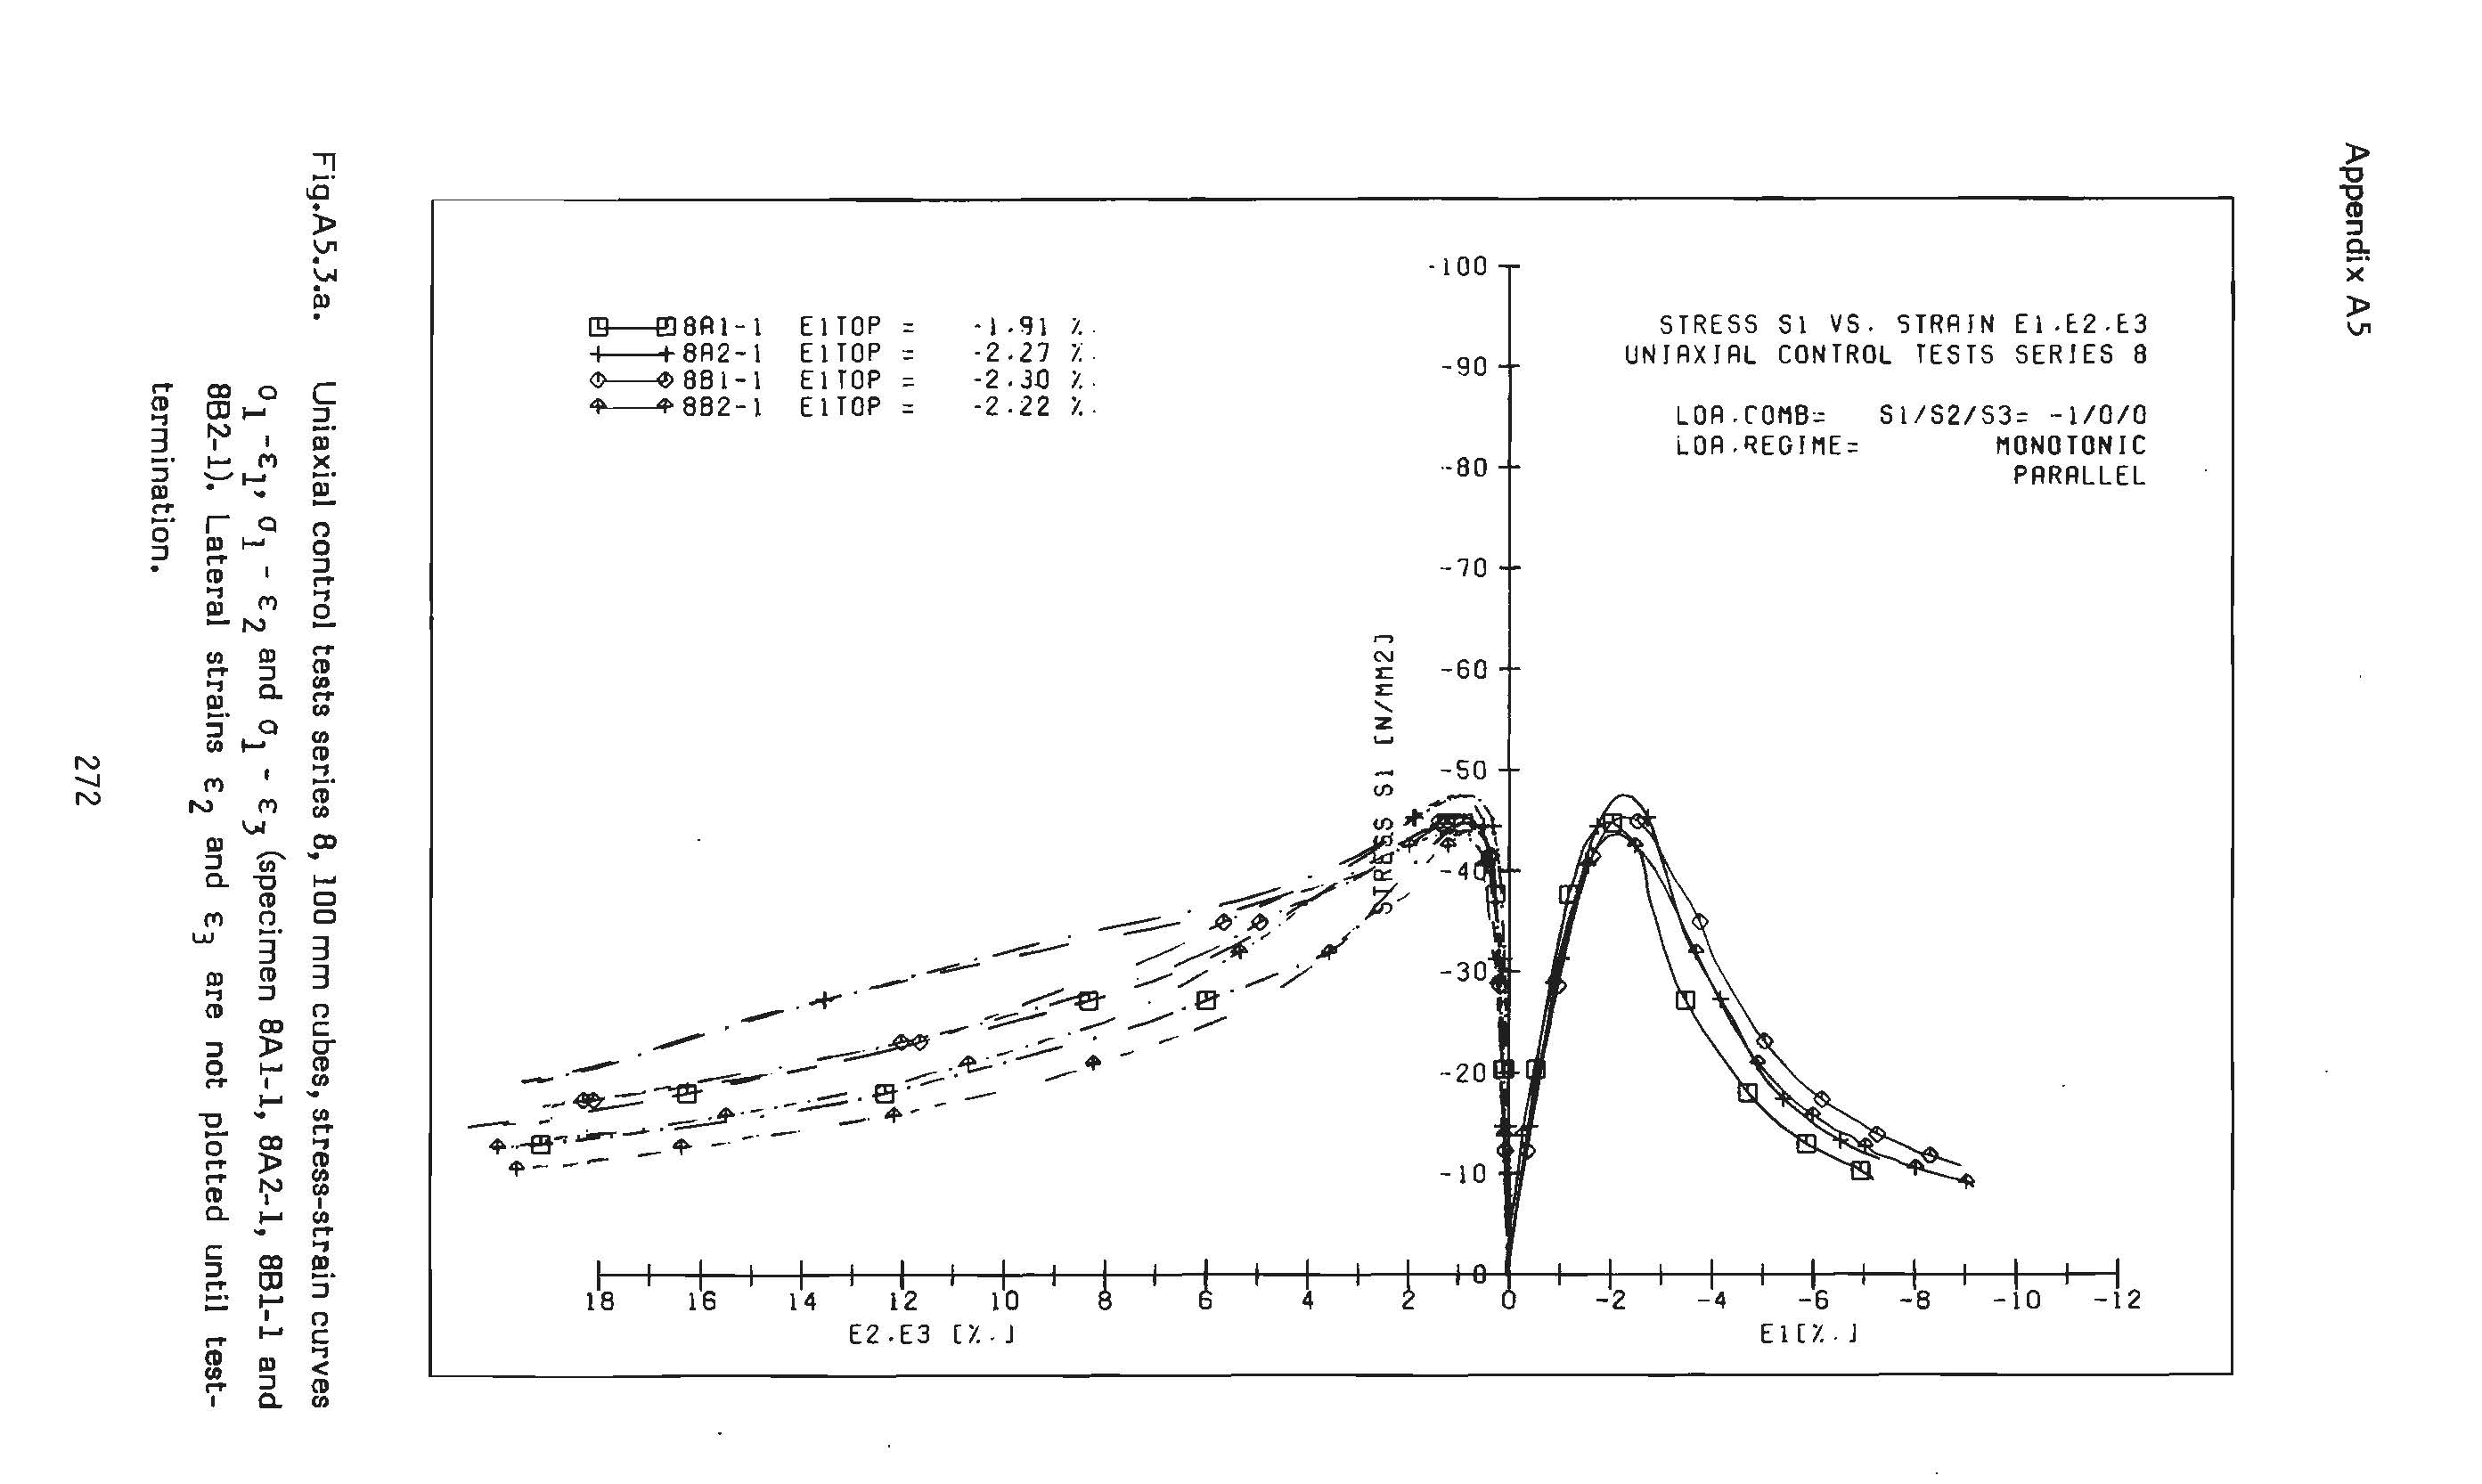 Appendix A5
STRESS S1 VS. STRAIN E1.E2.E3
UNIAXIAL CONTROL TESTS SERIES 8
LOA.COMB= S1/S2/S3= -1/0/0
LOA.REGIME= MONOTONIC
PARALLEL
8A1-1 E1TOP = -1.91 %.
8A2-1 E1TOP = -2.27 %.
8B1-1 E1TOP = -2.30 %.
8B2-1 E1TOP = -2.22 %.
-100
-90
-80
-70
-60
-50
-40
-30
-20
-10
0
STRESS S1 [N/MM2]
18 16 14 12 10 8 6 4 2 0 -2 -4 -6 -8 -10 -12
E2.E3 [%.]
E1[%.]
Fig.A5.3.a. Uniaxial control tests series 8, 100 mm cubes, stress-strain curves
σ1 -ε1, σ1 - ε2 and σ1 - ε3 (specimen 8A1-1, 8A2-1, 8B1-1 and
8B2-1). Lateral strains ε2 and ε3 are not plotted until test-
termination.
272